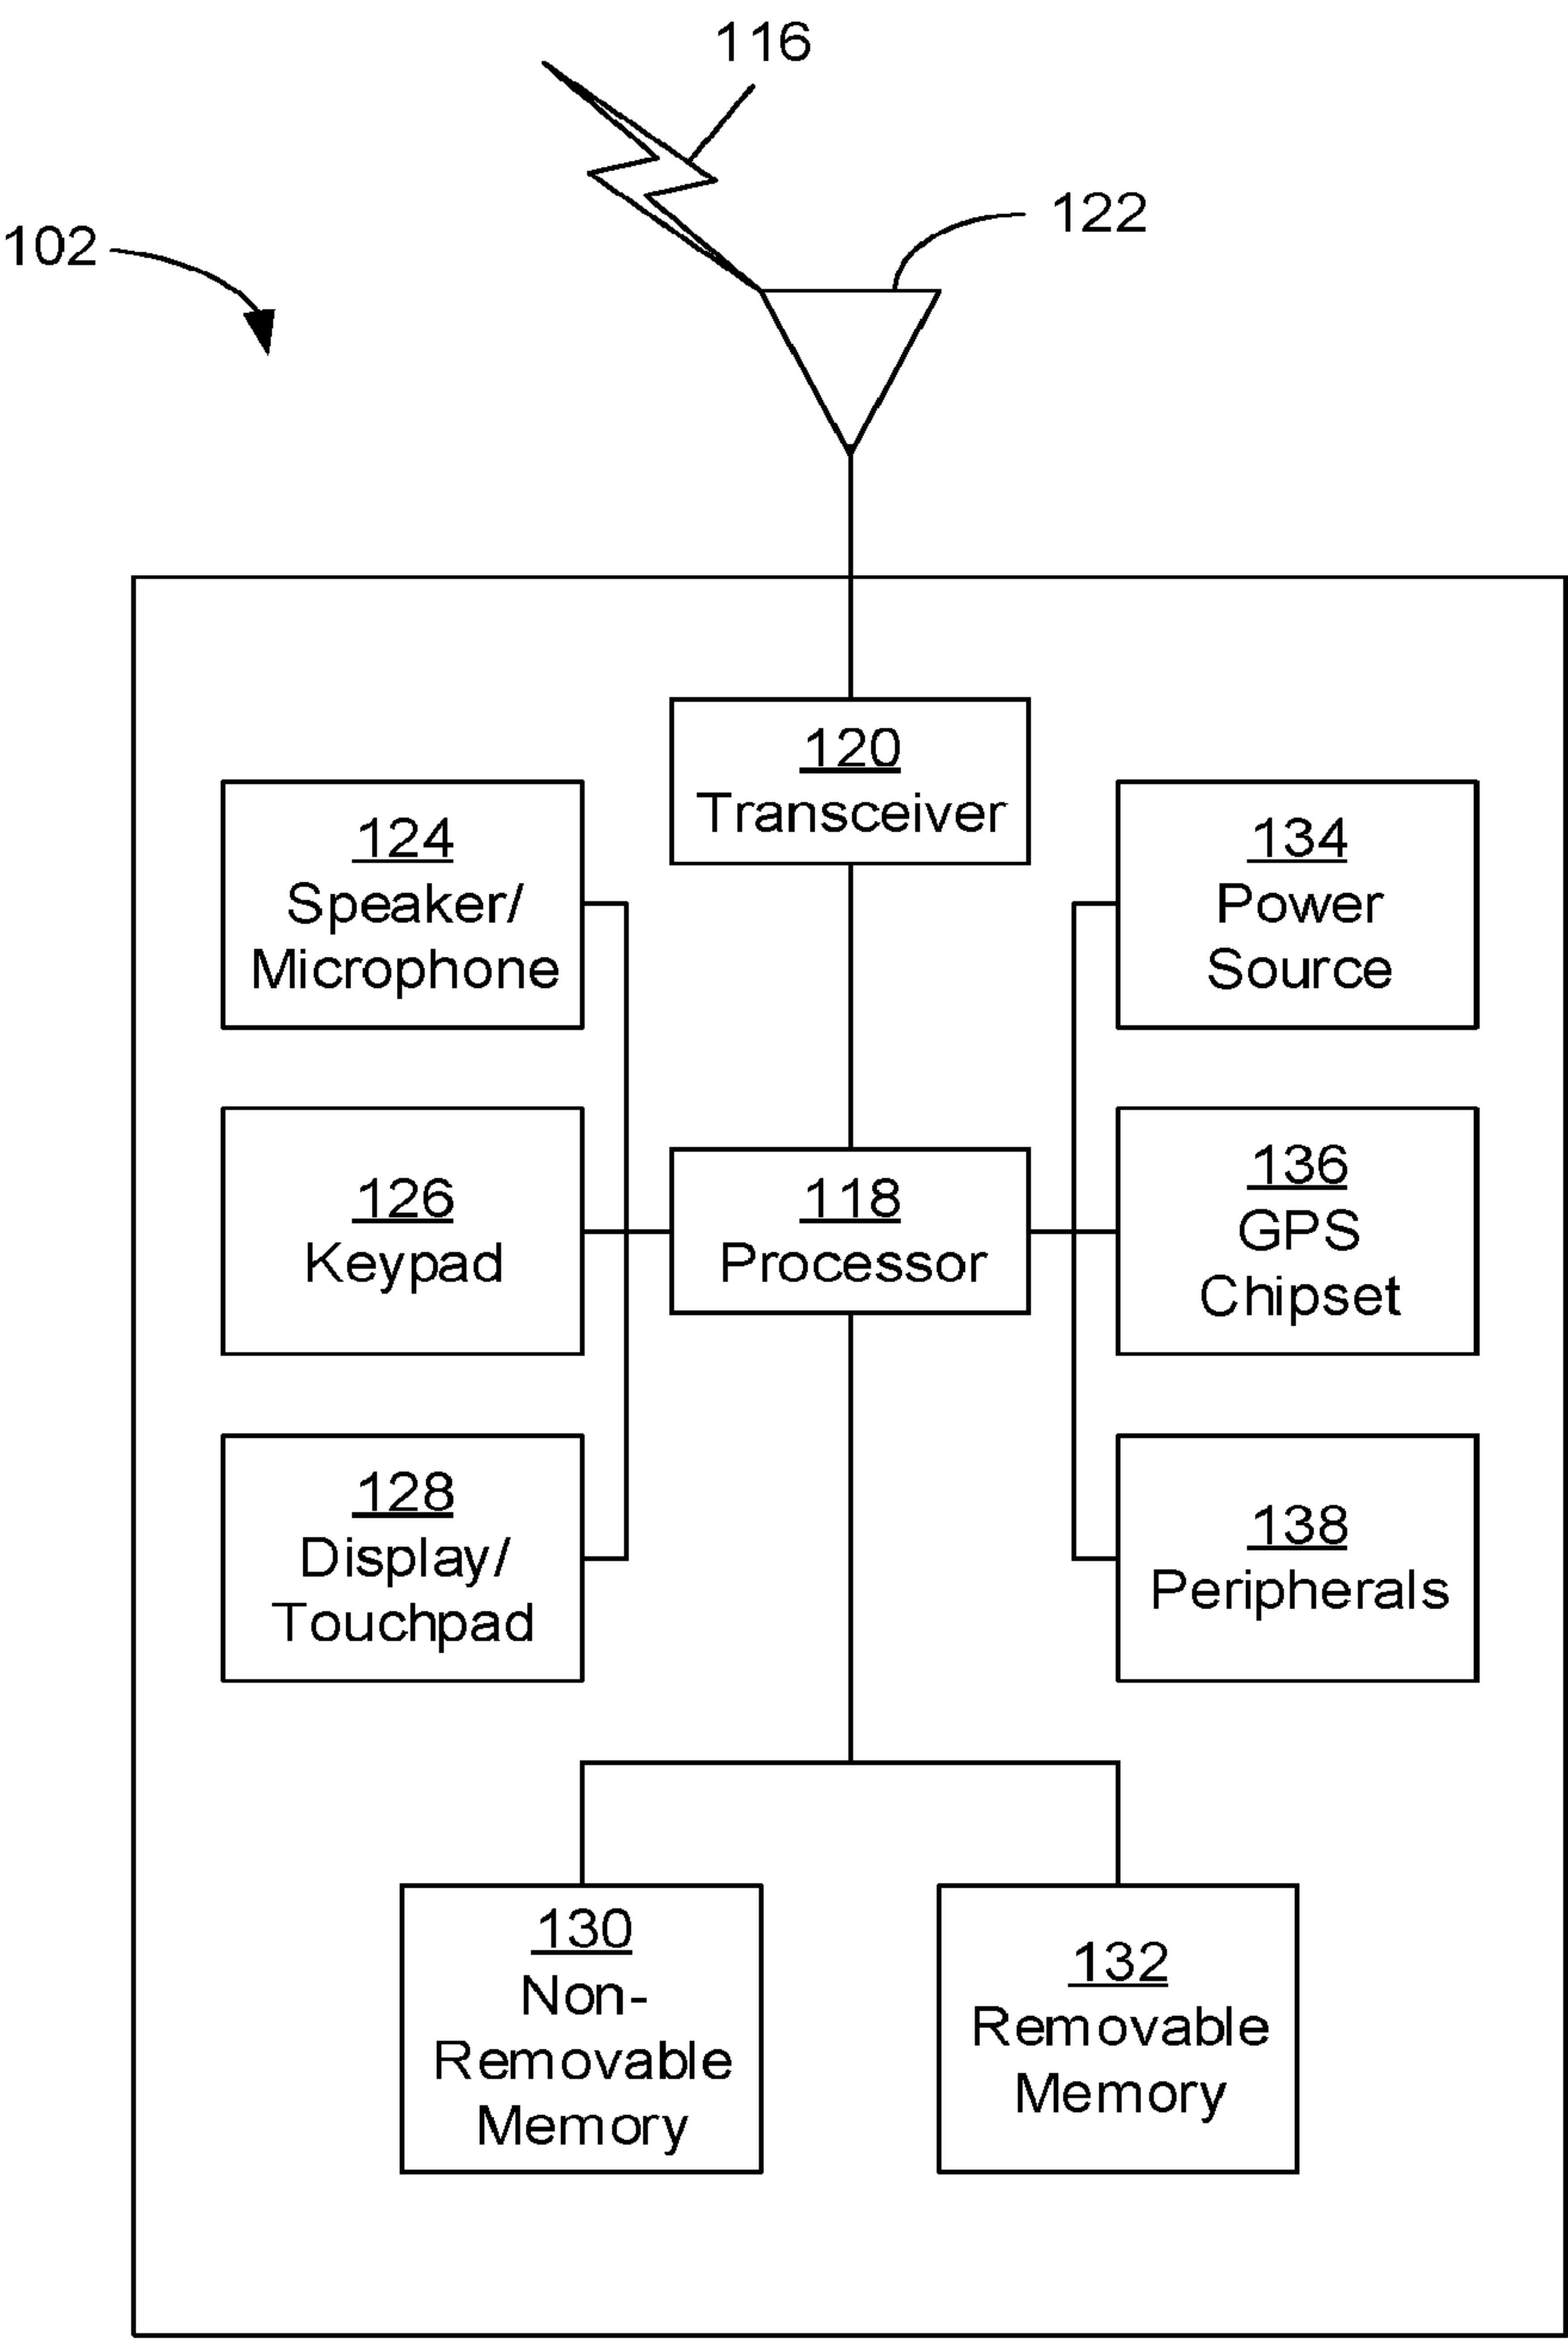 116
122
102
120
Transceiver
124
Speaker/
Microphone
134
Power
Source
126
Keypad
118
Processor
136
GPS
Chipset
128
Display/
Touchpad
138
Peripherals
130
Non-
Removable
Memory
132
Removable
Memory